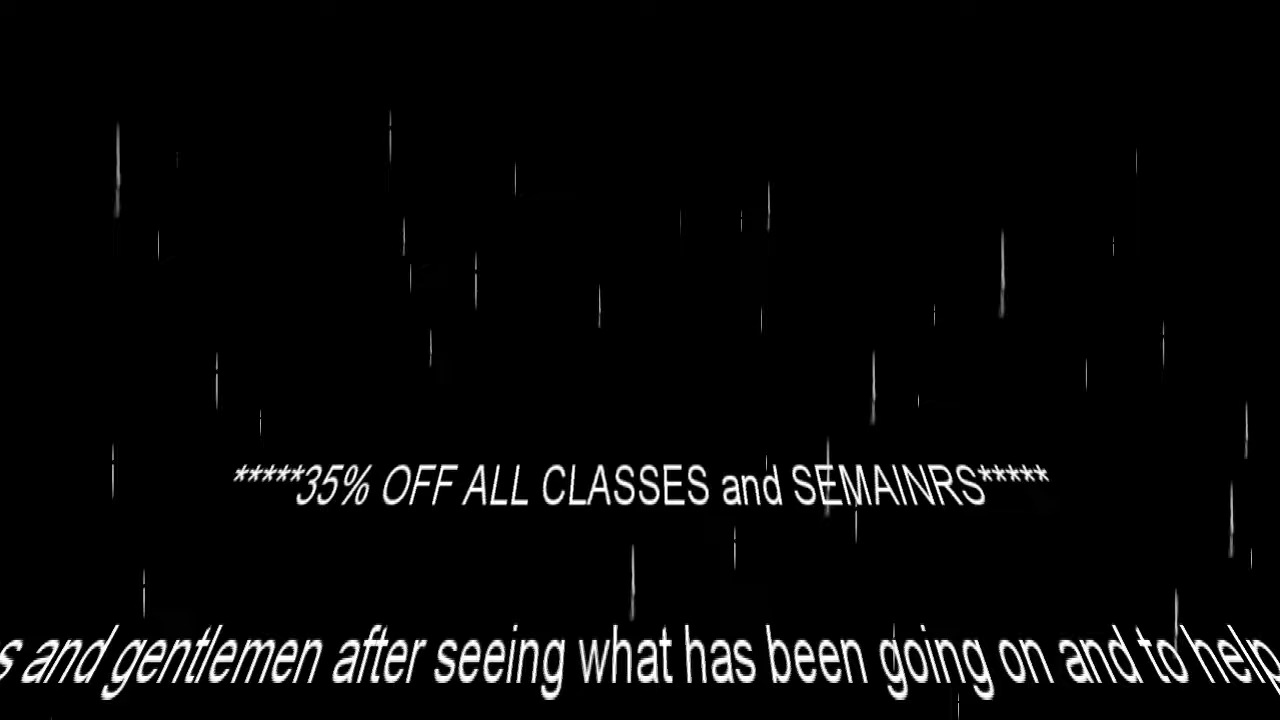 *****35% OFF ALL CLASSES and SEMAINRS*****
and gentlemen after seeing what has been going on and to help